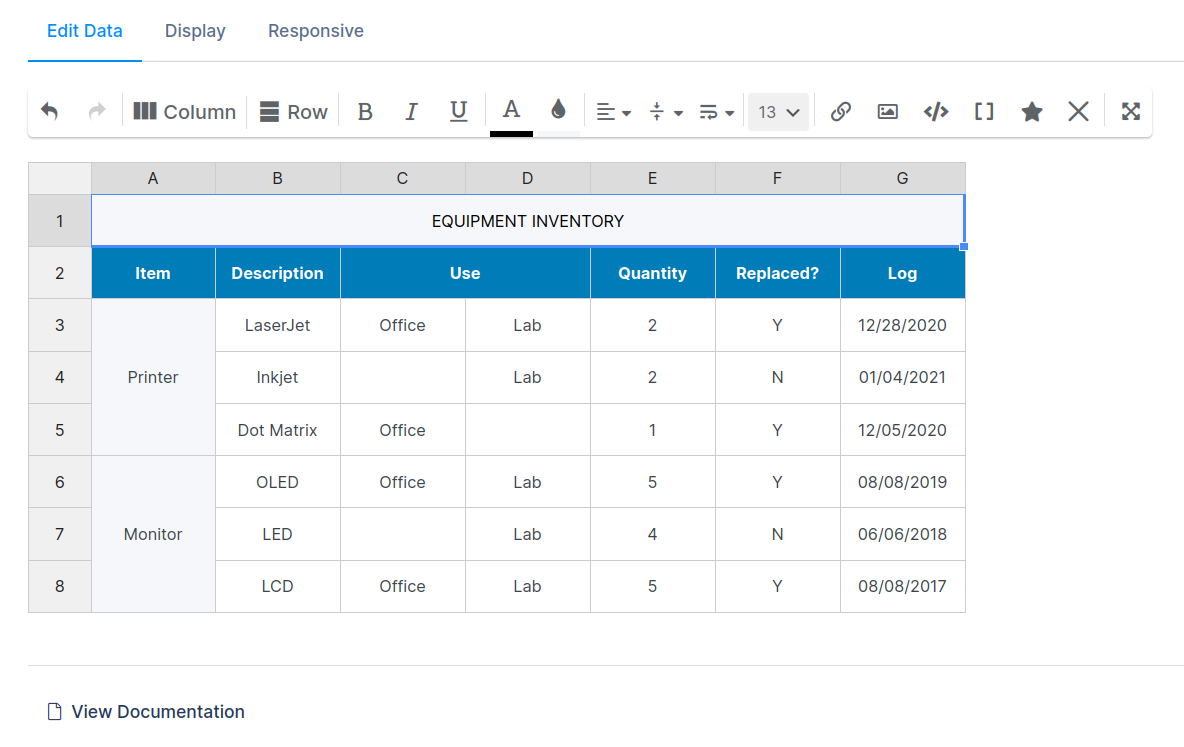 Edit Data Display Responsive
Column Row B I U A 13
A B C D E F G
1 EQUIPMENT INVENTORY
2 Item Description Use Quantity Replaced? Log
3 LaserJet Office Lab 2 Y 12/28/2020
4 Printer Inkjet Lab 2 N 01/04/2021
5 Dot Matrix Office 1 Y 12/05/2020
6 OLED Office Lab 5 Y 08/08/2019
7 Monitor LED Lab 4 N 06/06/2018
8 LCD Office Lab 5 Y 08/08/2017
View Documentation